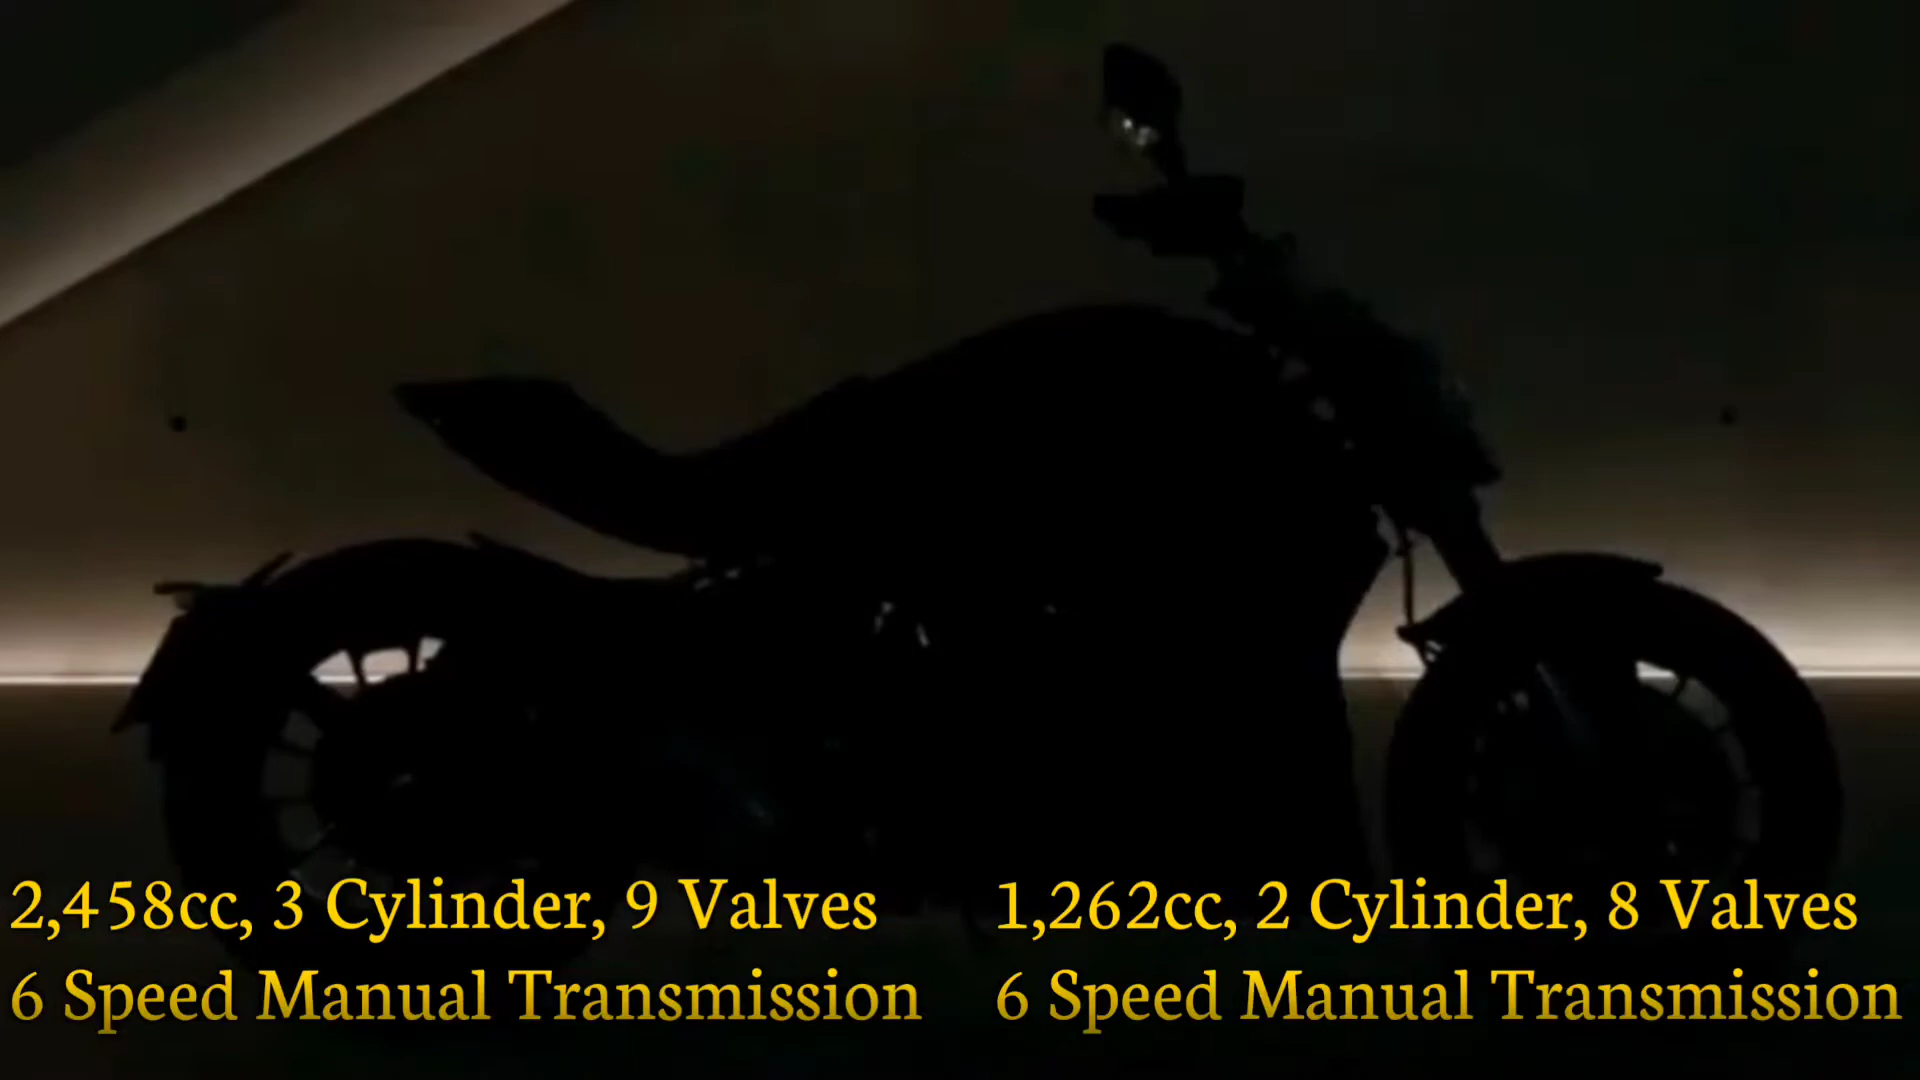 2,458cc, 3 Cylinder, 9 Valves
6 Speed Manual Transmission
1,262cc, 2 Cylinder, 8 Valves
6 Speed Manual Transmission